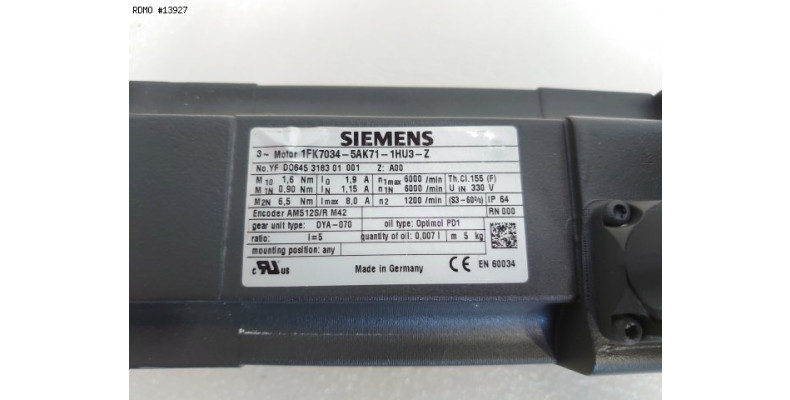 RDMO #13927
SIEMENS
3~ Motor 1FK7034-5AK71-1HU3-Z
No.YF DD645 3183 01 001 Z: A00
M10 1,6 Nm I0 1,9 A n1max 6000 /min Th.Cl.155 (F)
M1N 0,90 Nm IN 1,15 A n1N 6000 /min U IN 330 V
M2N 6,5 Nm Imax 8,0 A n2 1200 /min (S3-60%) IP 64
Encoder AM512S/R M42 RN 000
gear unit type: DYA-070 oil type: Optimol PD1
ratio: i=5 quantity of oil: 0,007 l m 5 kg
mounting position: any
c RU US Made in Germany CE EN 60034